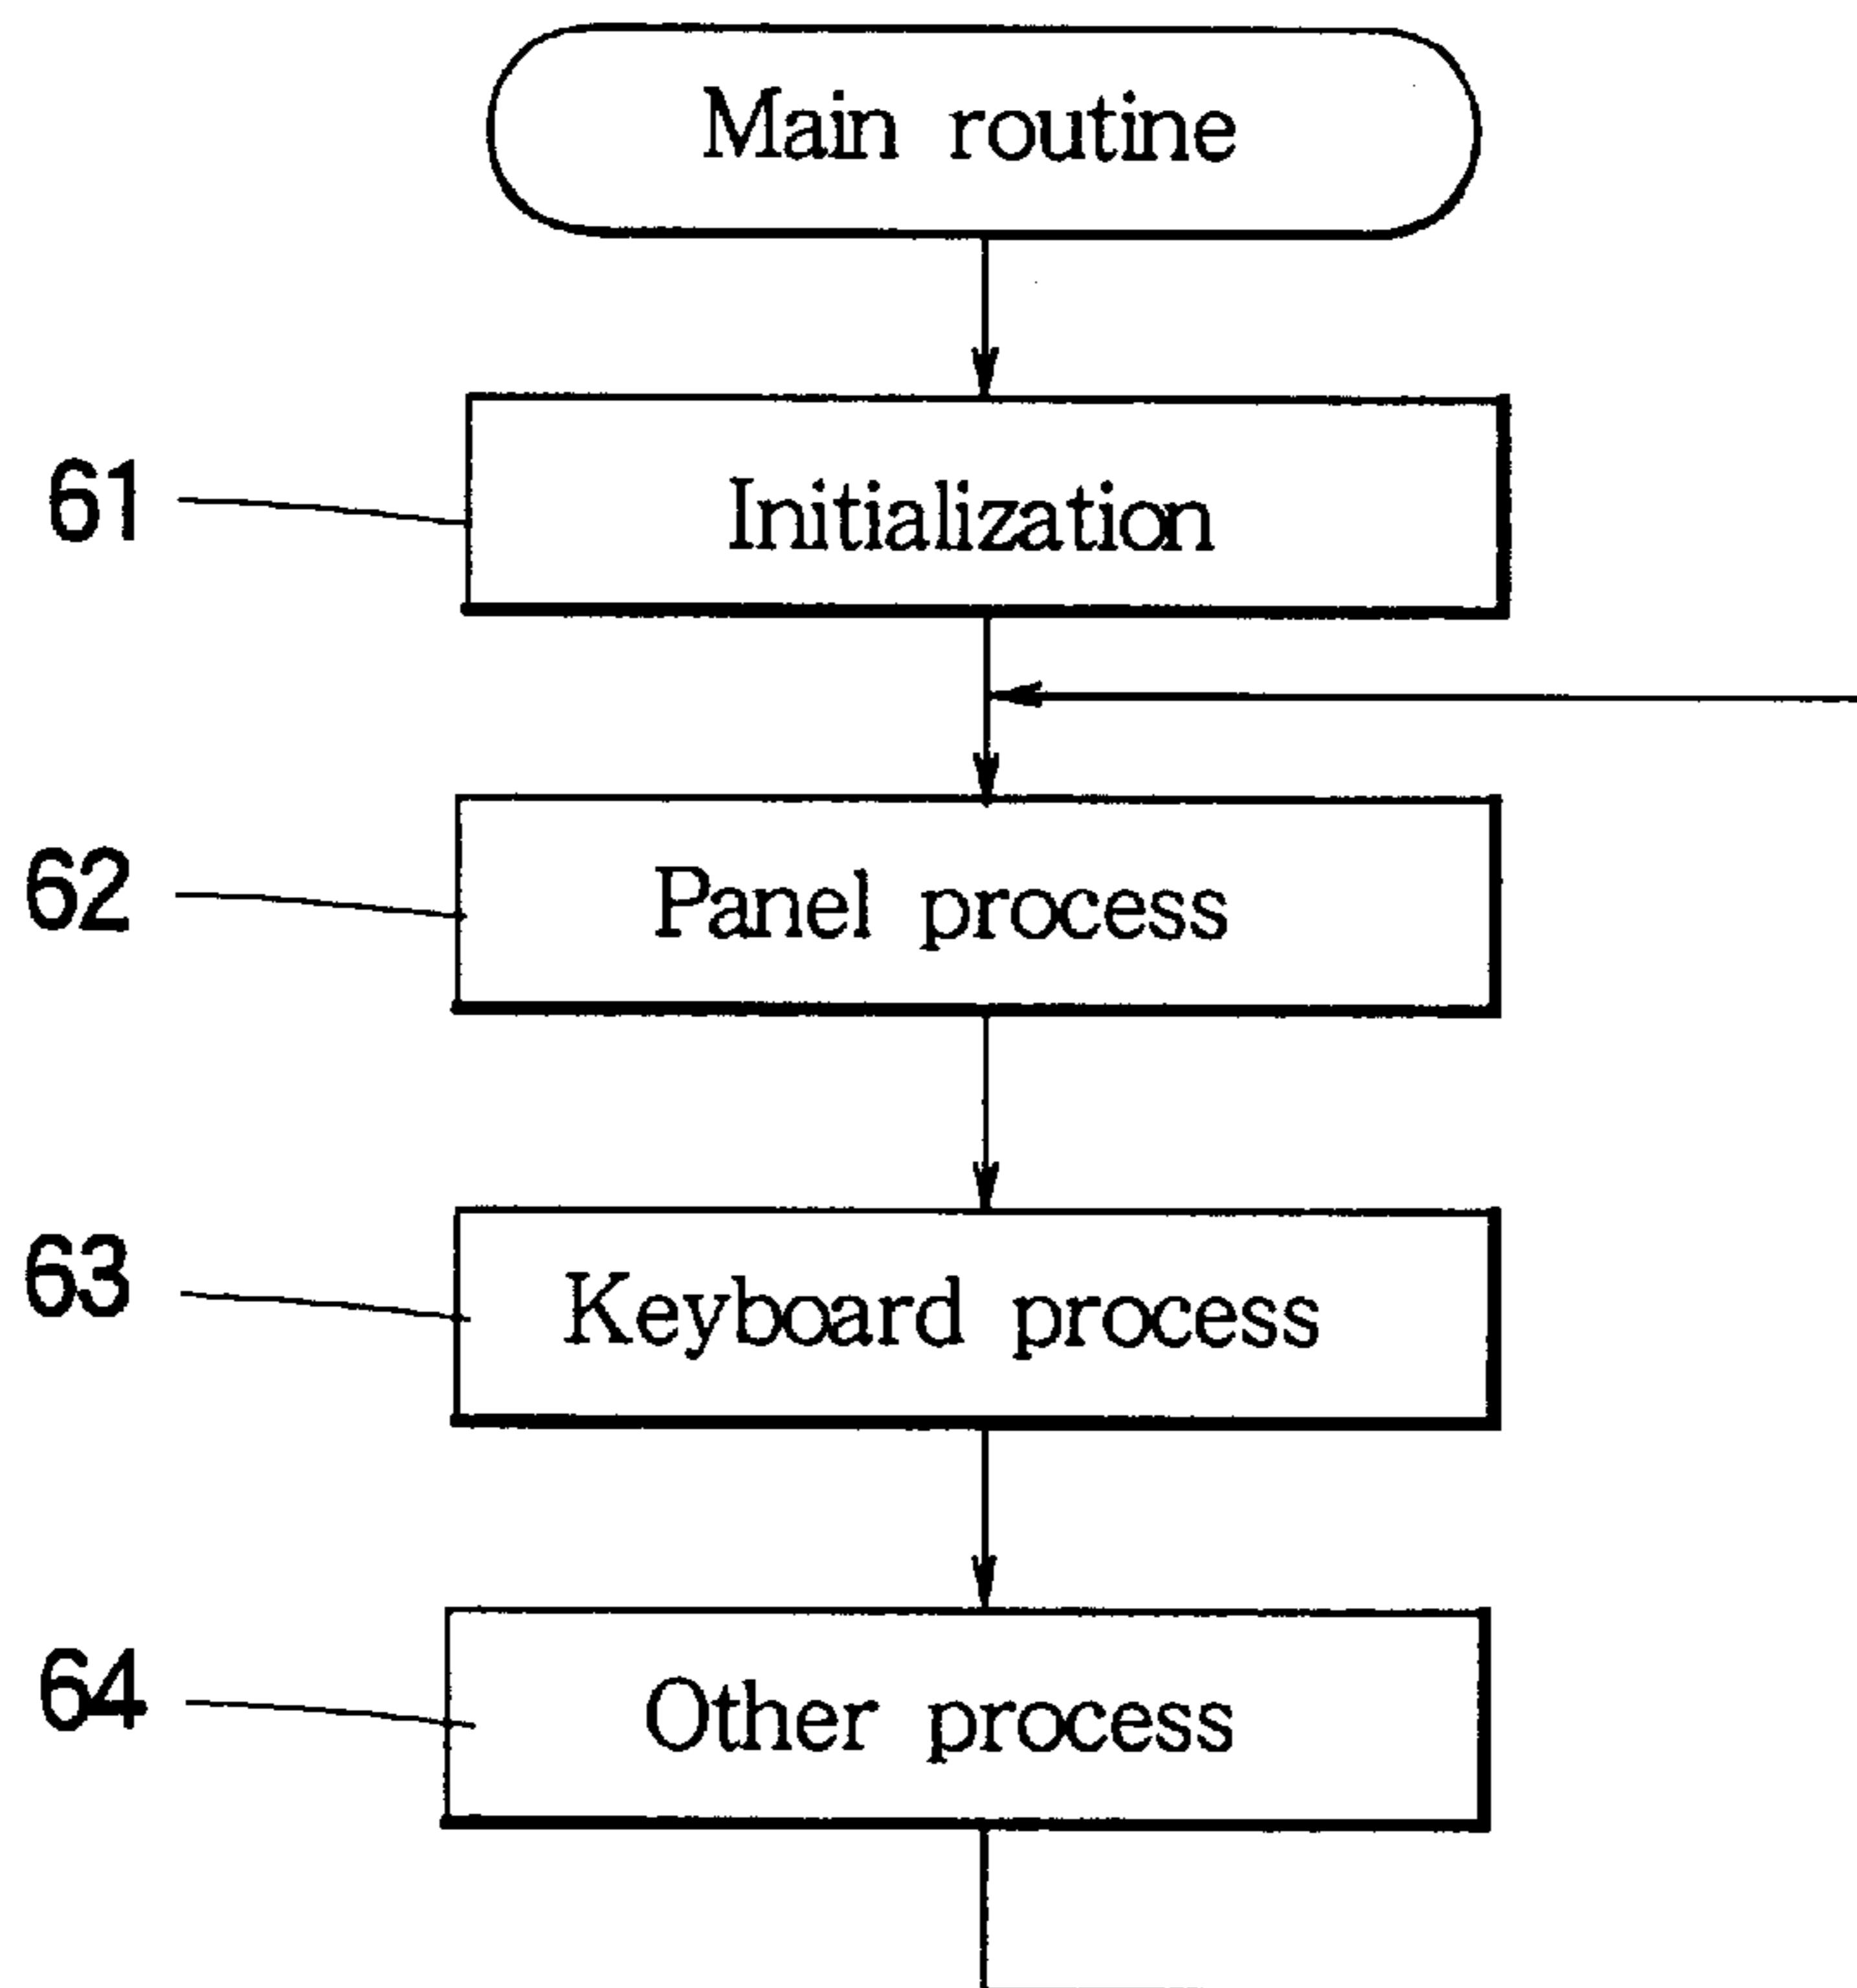 Main routine
61
Initialization
62
Panel process
63
Keyboard process
64
Other process